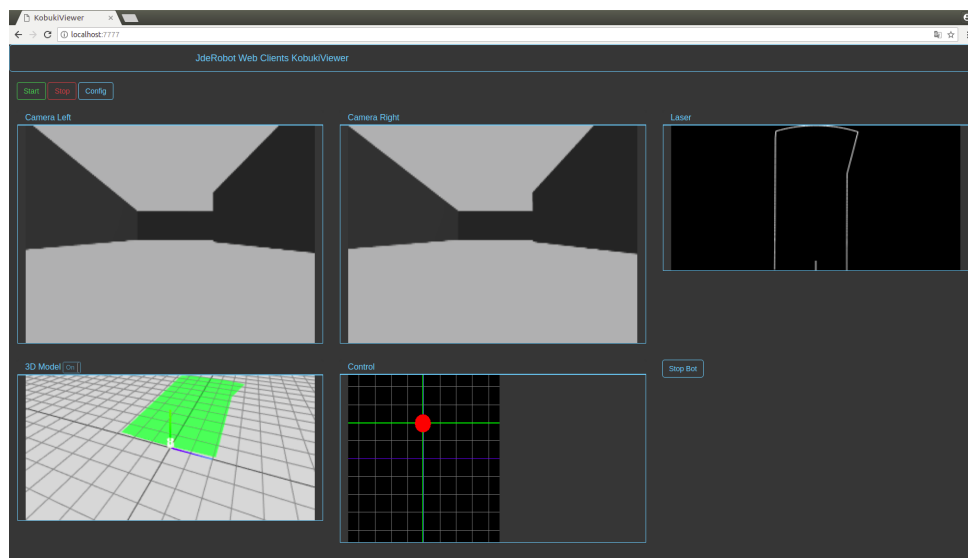 KobukiViewer
localhost:7777
JdeRobot Web Clients KobukiViewer
Start Stop Config
Camera Left Camera Right Laser
3D Model On Control Stop Bot